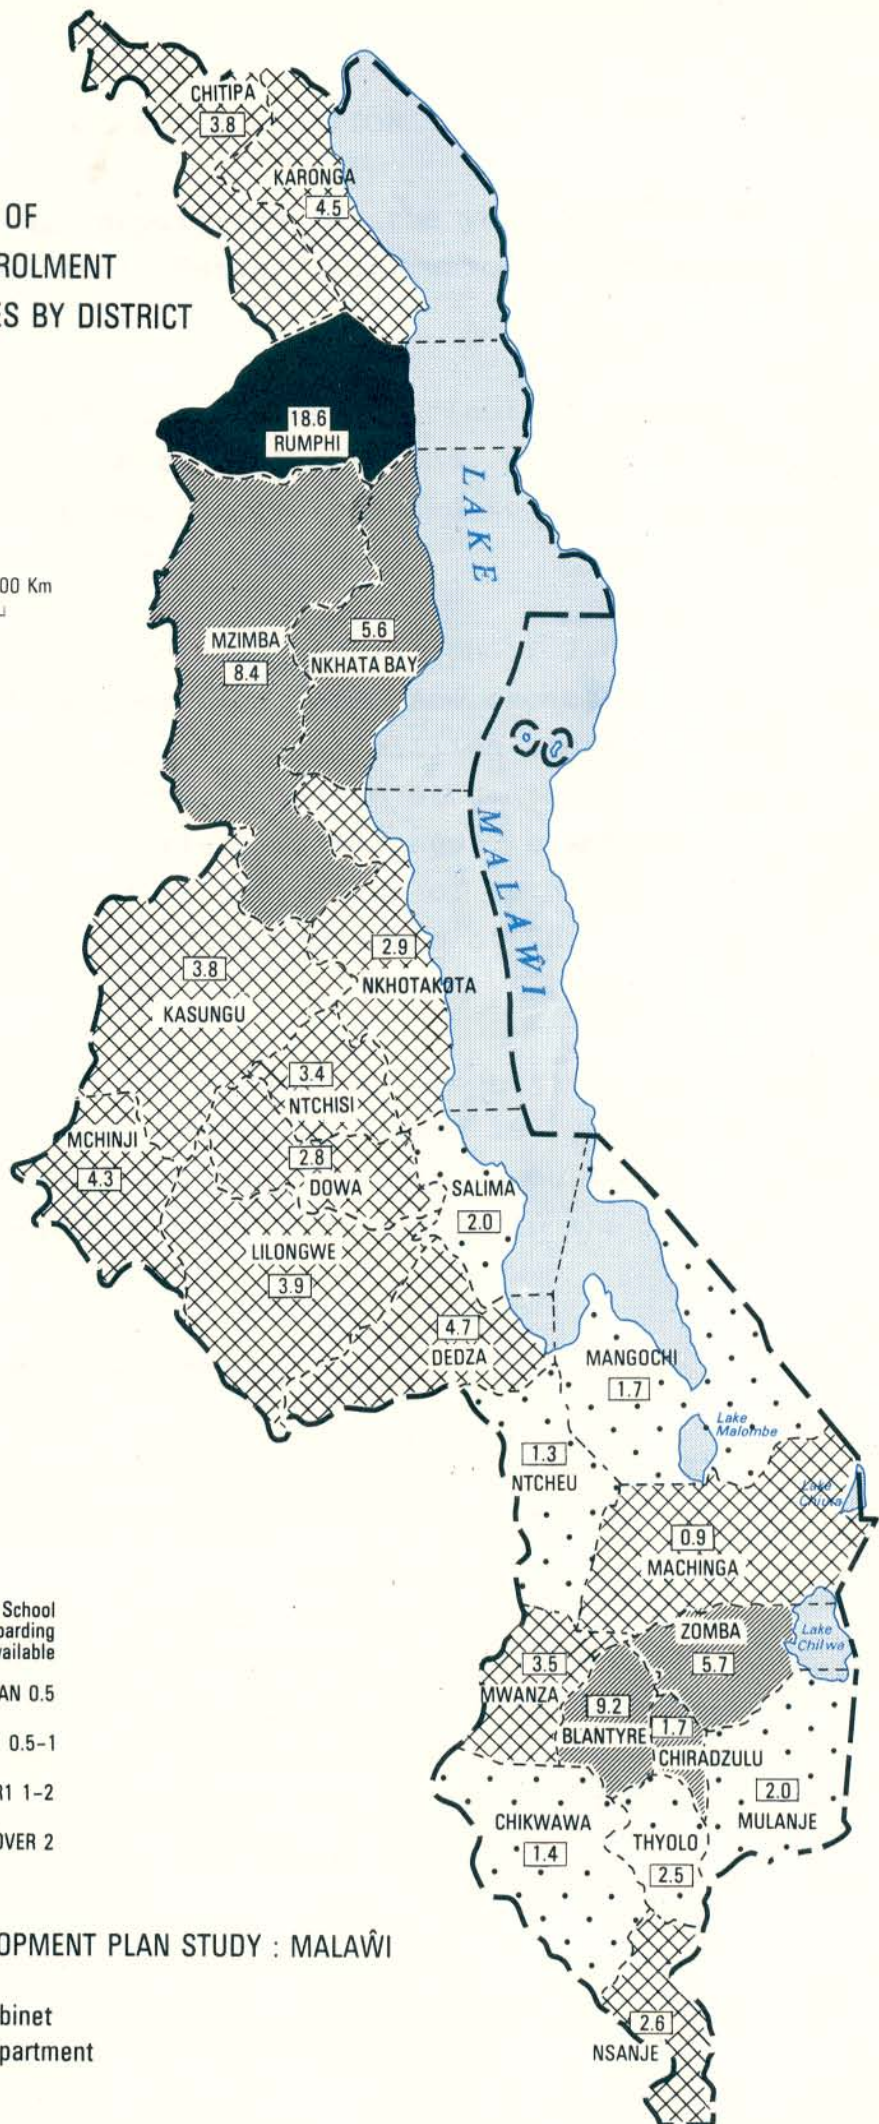 CHITIPA
3.8
KARONGA
4.5
OF
ROLMENT
ES BY DISTRICT
18.6
RUMPHI
LAKE
00 Km
MZIMBA
8.4
5.6
NKHATA BAY
MALAŴI
3.8
KASUNGU
2.9
NKHOTAKOTA
3.4
NTCHISI
MCHINJI
4.3
2.8
DOWA
SALIMA
2.0
LILONGWE
3.9
4.7
DEDZA
MANGOCHI
1.7
Lake
Malombe
1.3
NTCHEU
Lake
Chiuta
0.9
MACHINGA
School
oarding
vailable
AN 0.5
0.5-1
R1 1-2
OVER 2
ZOMBA
5.7
Lake
Chilwa
3.5
MWANZA
9.2
BLANTYRE
1.7
CHIRADZULU
2.0
MULANJE
CHIKWAWA
1.4
THYOLO
2.5
OPMENT PLAN STUDY : MALAŴI
binet
partment
2.6
NSANJE